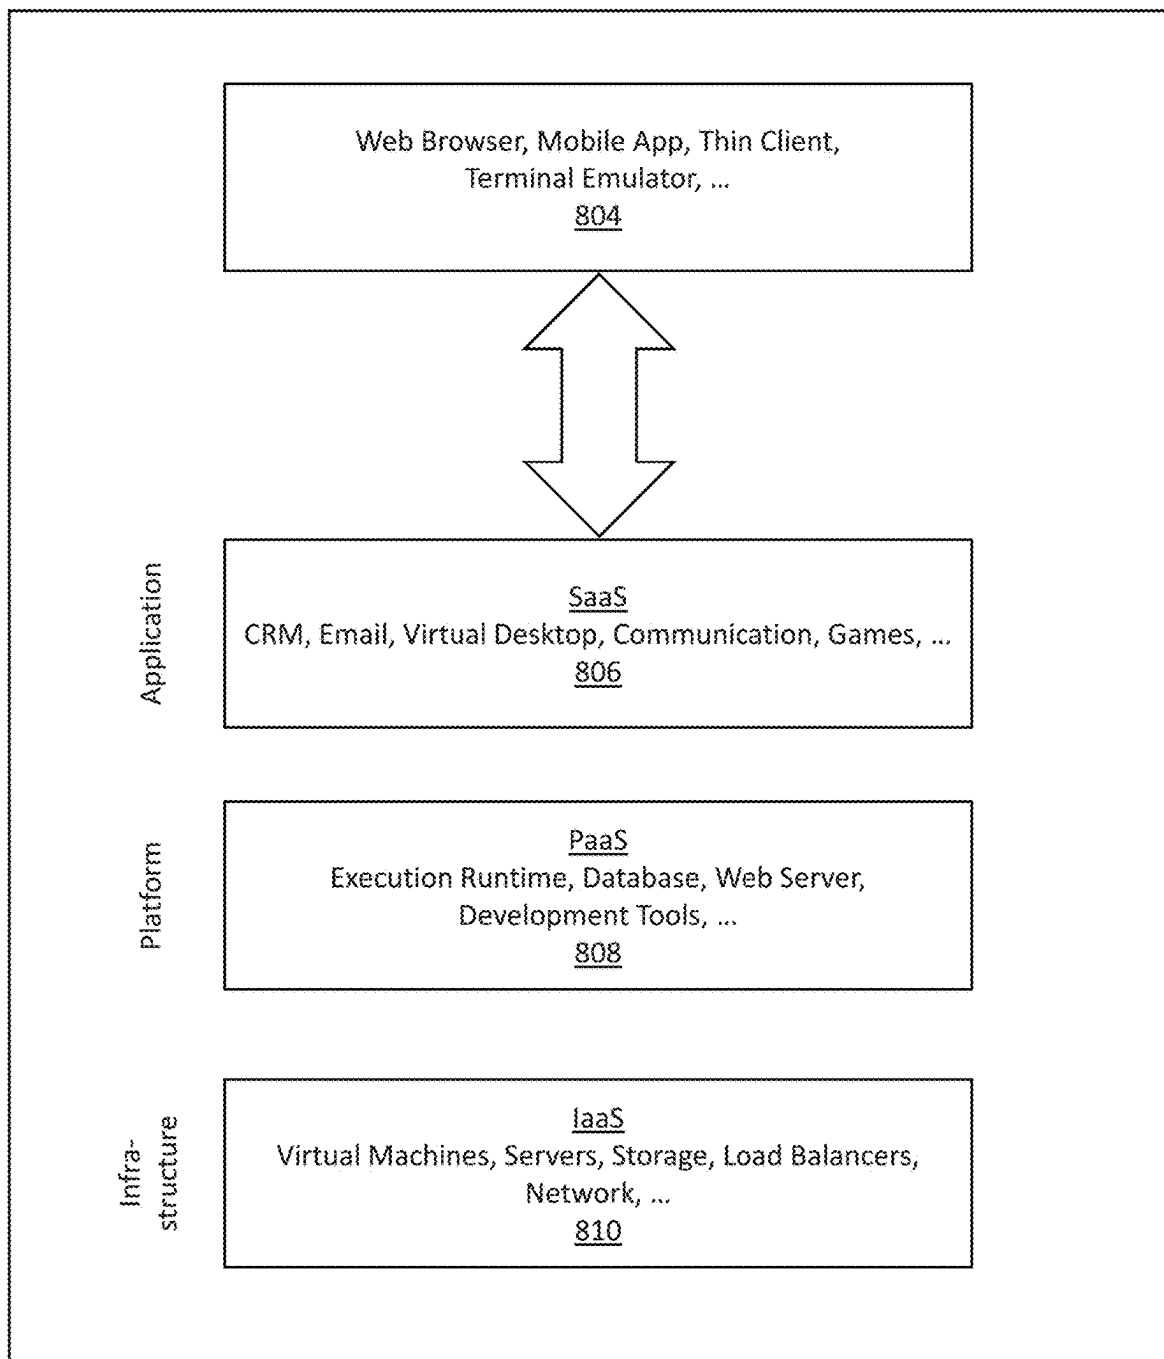 Web Browser, Mobile App, Thin Client,
Terminal Emulator, ...
804
Application
SaaS
CRM, Email, Virtual Desktop, Communication, Games, ...
806
Platform
PaaS
Execution Runtime, Database, Web Server,
Development Tools, ...
808
Infra-
structure
IaaS
Virtual Machines, Servers, Storage, Load Balancers,
Network, ...
810